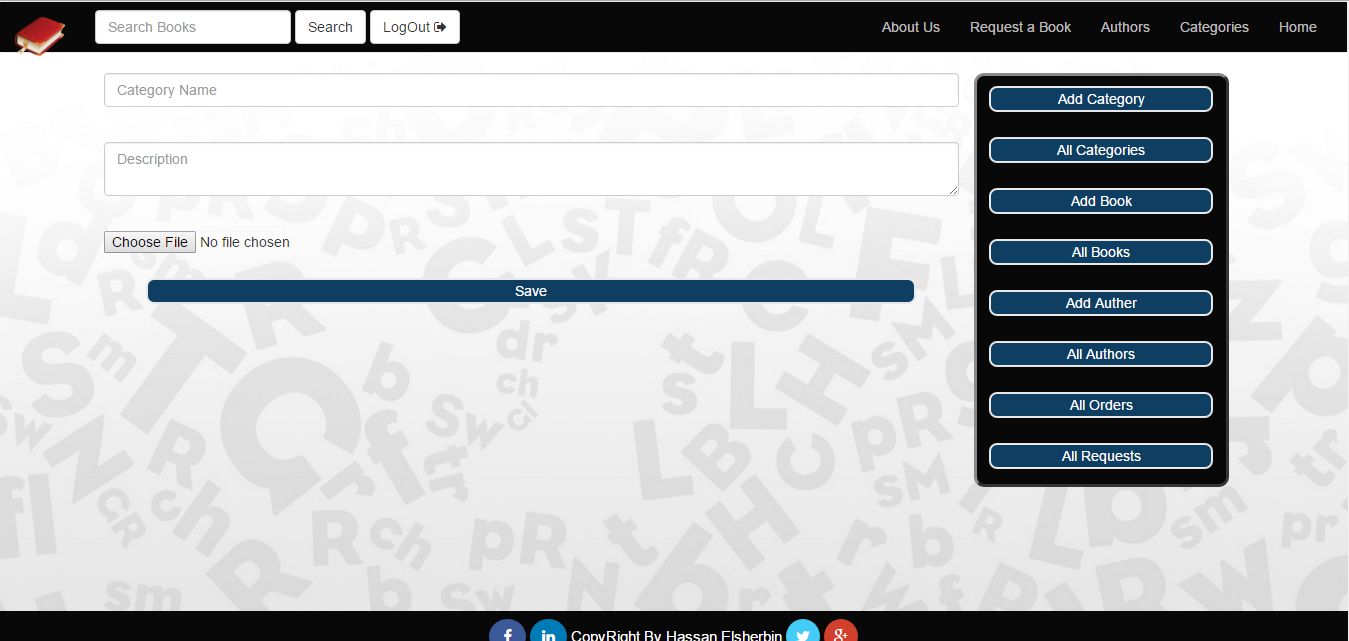 Search Books Search LogOut About Us Request a Book Authors Categories Home
Category Name
Description
Choose File No file chosen
Save
Add Category
All Categories
Add Book
All Books
Add Auther
All Authors
All Orders
All Requests
f in CopyRight By Hassan Elsherbin g+